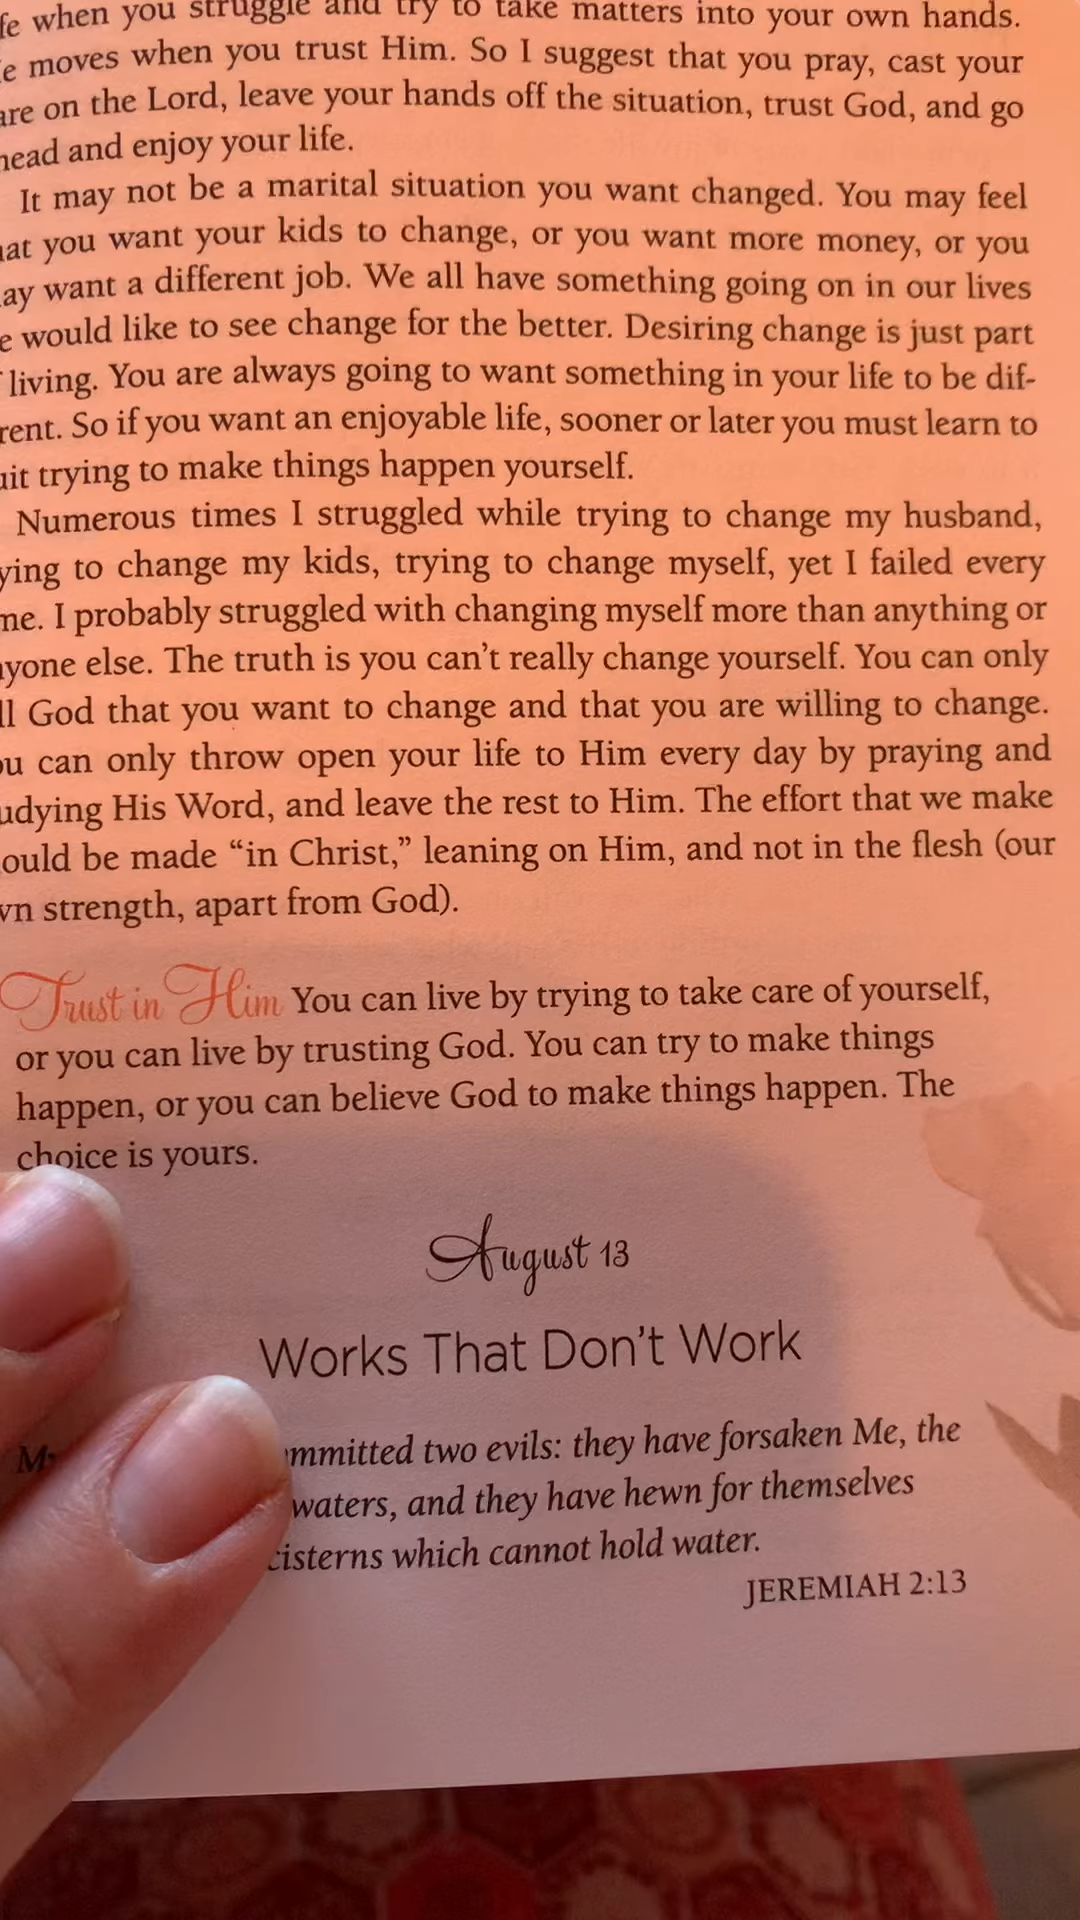 when you struggle and try to take matters into your own hands.
moves when you trust Him. So I suggest that you pray, cast your
on the Lord, leave your hands off the situation, trust God, and go
and enjoy your life.
It may not be a marital situation you want changed. You may feel
you want your kids to change, or you want more money, or you
want a different job. We all have something going on in our lives
would like to see change for the better. Desiring change is just part
living. You are always going to want something in your life to be dif-
rent. So if you want an enjoyable life, sooner or later you must learn to
trying to make things happen yourself.
Numerous times I struggled while trying to change my husband,
ying to change my kids, trying to change myself, yet I failed every
me. I probably struggled with changing myself more than anything or
yone else. The truth is you can't really change yourself. You can only
ll God that you want to change and that you are willing to change.
ou can only throw open your life to Him every day by praying and
udying His Word, and leave the rest to Him. The effort that we make
ould be made “in Christ,” leaning on Him, and not in the flesh (our
wn strength, apart from God).
Trust in Him You can live by trying to take care of yourself,
or you can live by trusting God. You can try to make things
happen, or you can believe God to make things happen. The
choice is yours.
August 13
Works That Don't Work
mmitted two evils: they have forsaken Me, the
waters, and they have hewn for themselves
cisterns which cannot hold water.
JEREMIAH 2:13